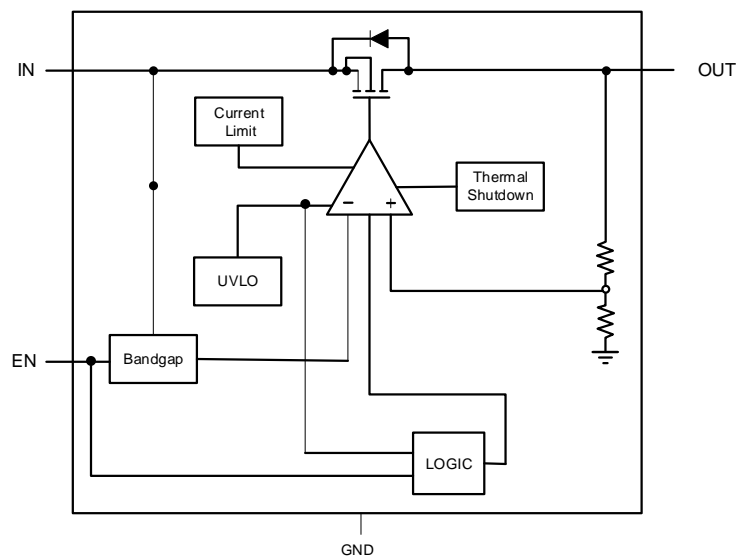 IN
OUT
Current
Limit
Thermal
Shutdown
−
+
UVLO
EN
Bandgap
LOGIC
GND